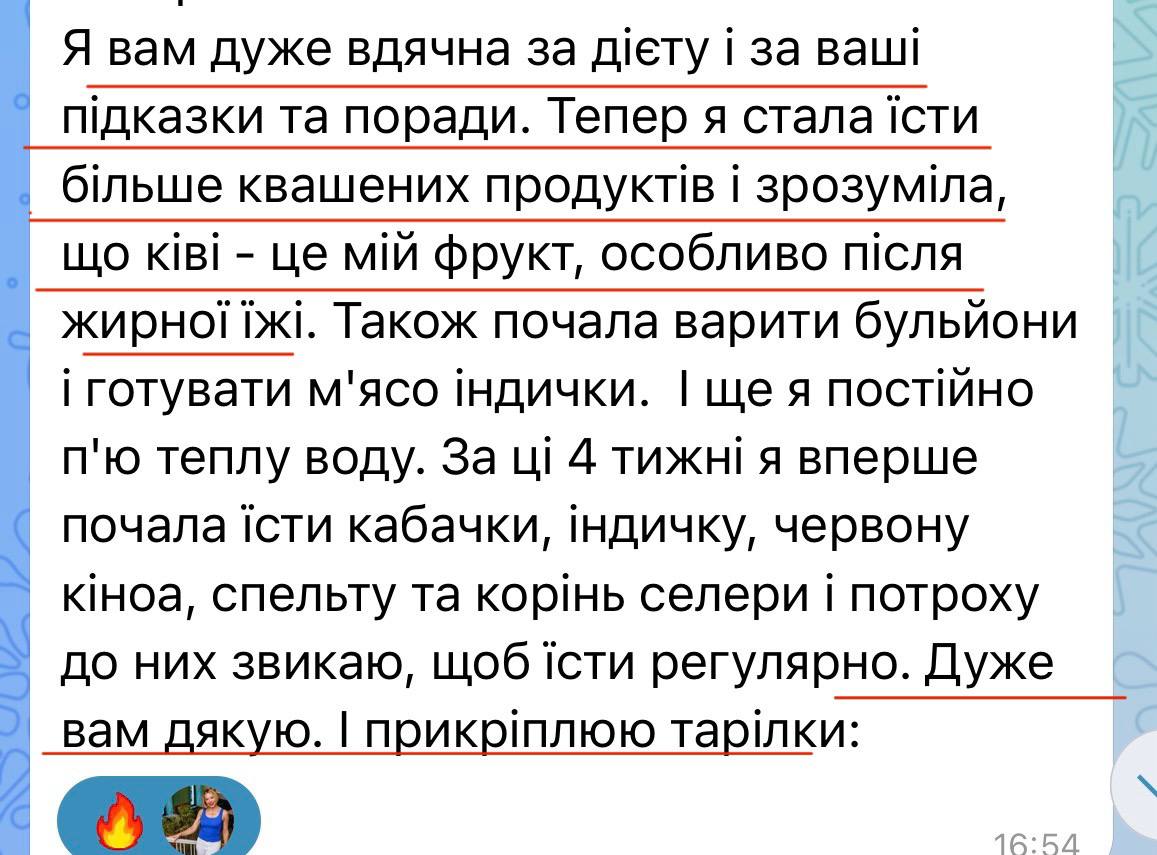 Я вам дуже вдячна за дієту і за ваші
підказки та поради. Тепер я стала їсти
більше квашених продуктів і зрозуміла,
що ківі - це мій фрукт, особливо після
жирної їжі. Також почала варити бульйони
і готувати м'ясо індички.  І ще я постійно
п'ю теплу воду. За ці 4 тижні я вперше
почала їсти кабачки, індичку, червону
кіноа, спельту та корінь селери і потроху
до них звикаю, щоб їсти регулярно. Дуже
вам дякую. І прикріплюю тарілки:
16:54